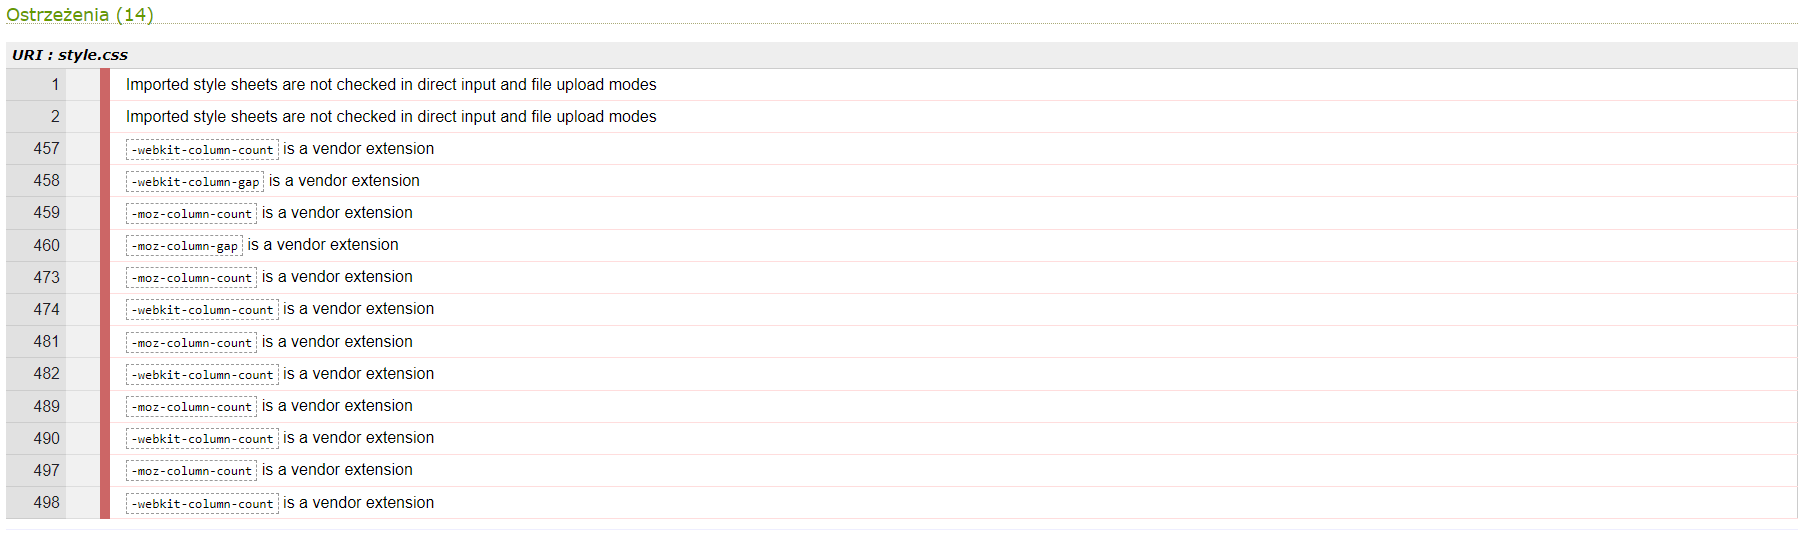 Ostrzeżenia (14)
URI : style.css
1 Imported style sheets are not checked in direct input and file upload modes
2 Imported style sheets are not checked in direct input and file upload modes
457 -webkit-column-count is a vendor extension
458 -webkit-column-gap is a vendor extension
459 -moz-column-count is a vendor extension
460 -moz-column-gap is a vendor extension
473 -moz-column-count is a vendor extension
474 -webkit-column-count is a vendor extension
481 -moz-column-count is a vendor extension
482 -webkit-column-count is a vendor extension
489 -moz-column-count is a vendor extension
490 -webkit-column-count is a vendor extension
497 -moz-column-count is a vendor extension
498 -webkit-column-count is a vendor extension